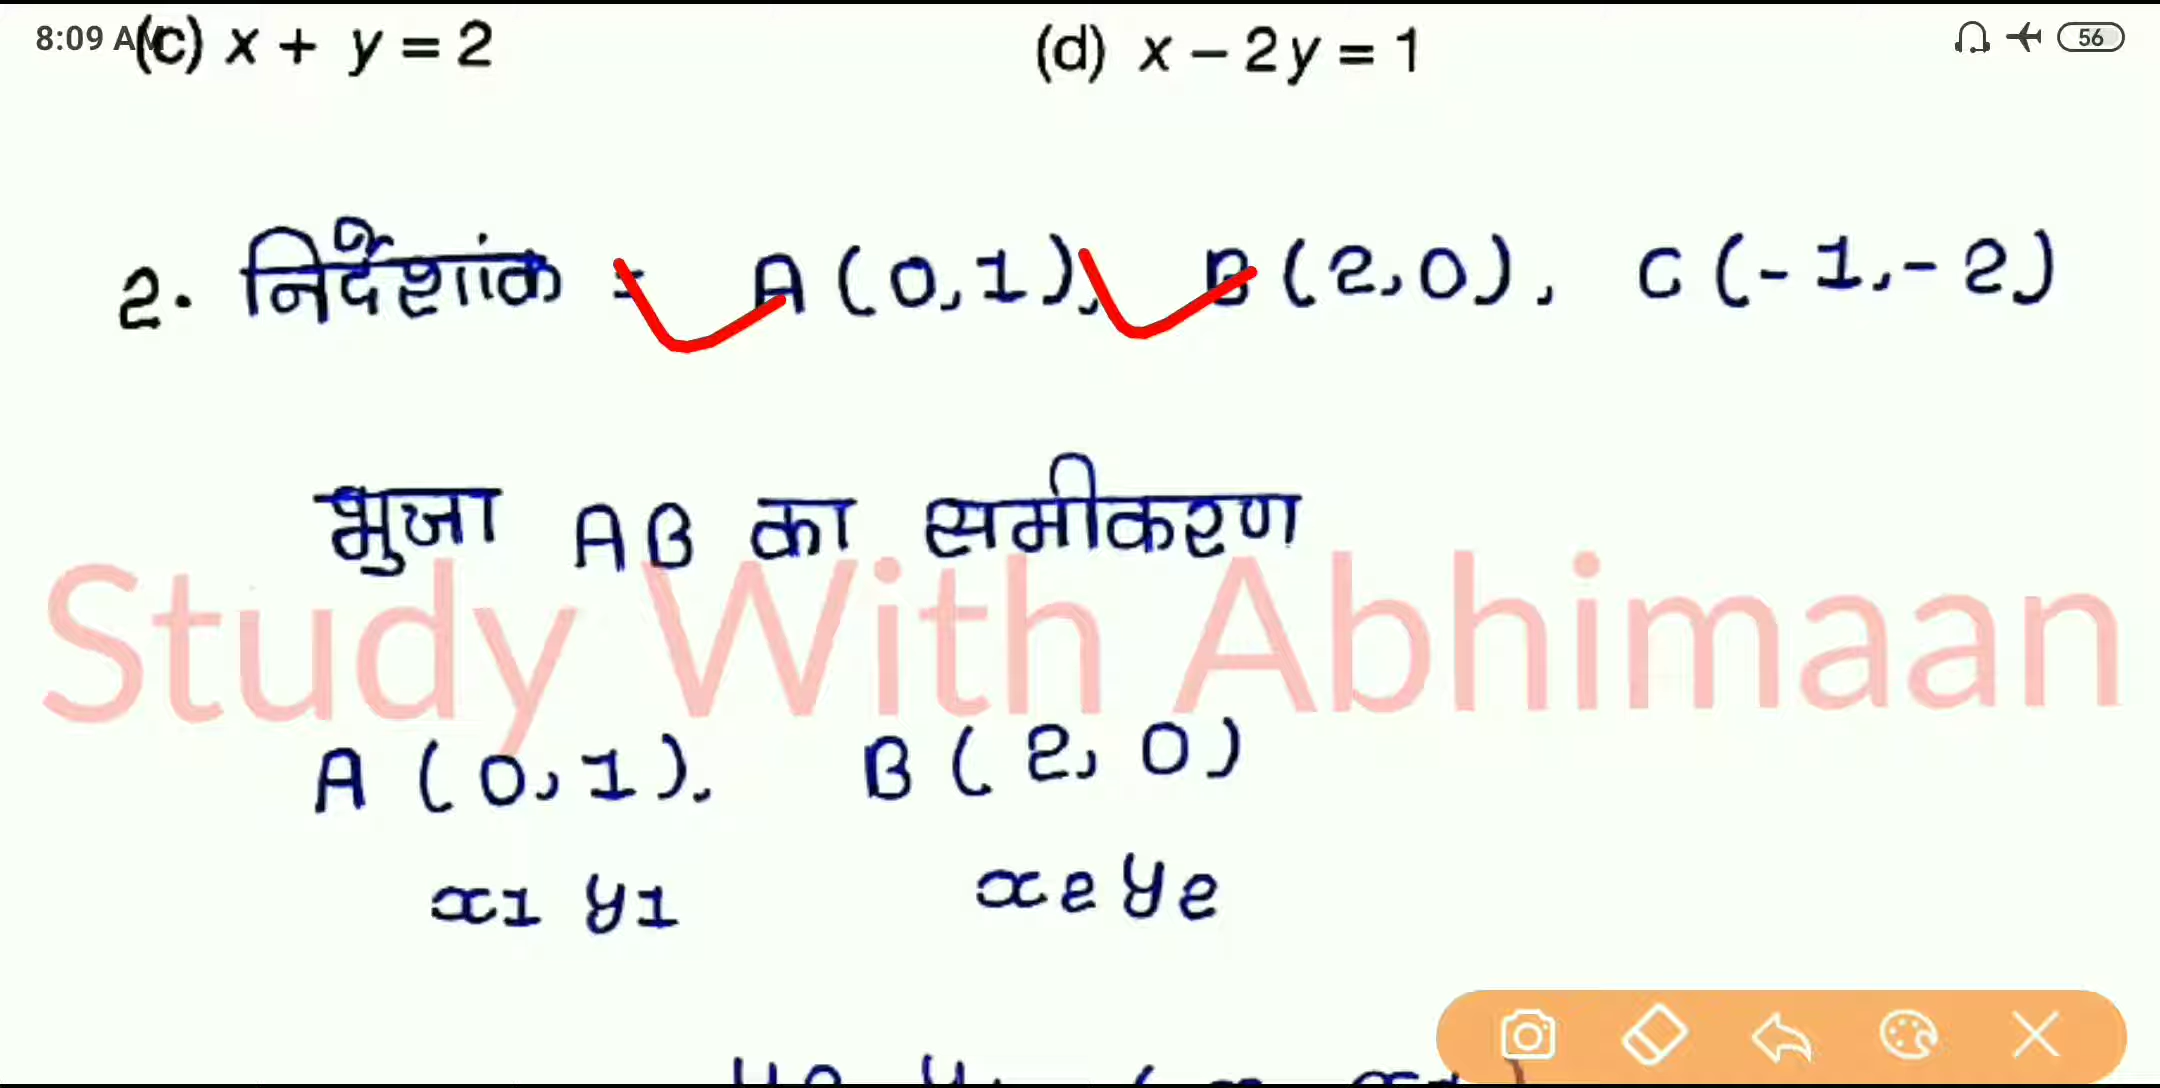 8:09 AM
56
(c) x + y = 2 (d) x – 2y = 1
2. निर्देशांक = A (0,1), B (2,0), C (-1,-2)
भुजा AB का समीकरण
Study With Abhimaan
A (0,1), B (2,0)
x1 y1 x2 y2